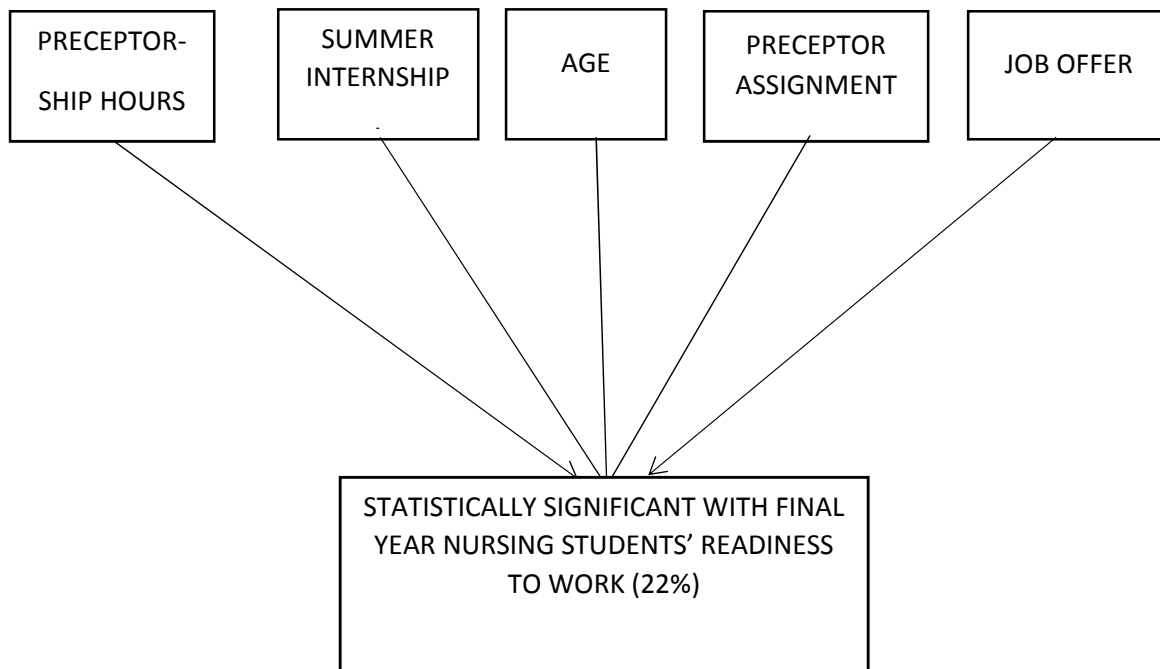 PRECEPTOR-
SHIP HOURS
SUMMER
INTERNSHIP
AGE
PRECEPTOR
ASSIGNMENT
JOB OFFER
STATISTICALLY SIGNIFICANT WITH FINAL
YEAR NURSING STUDENTS’ READINESS
TO WORK (22%)